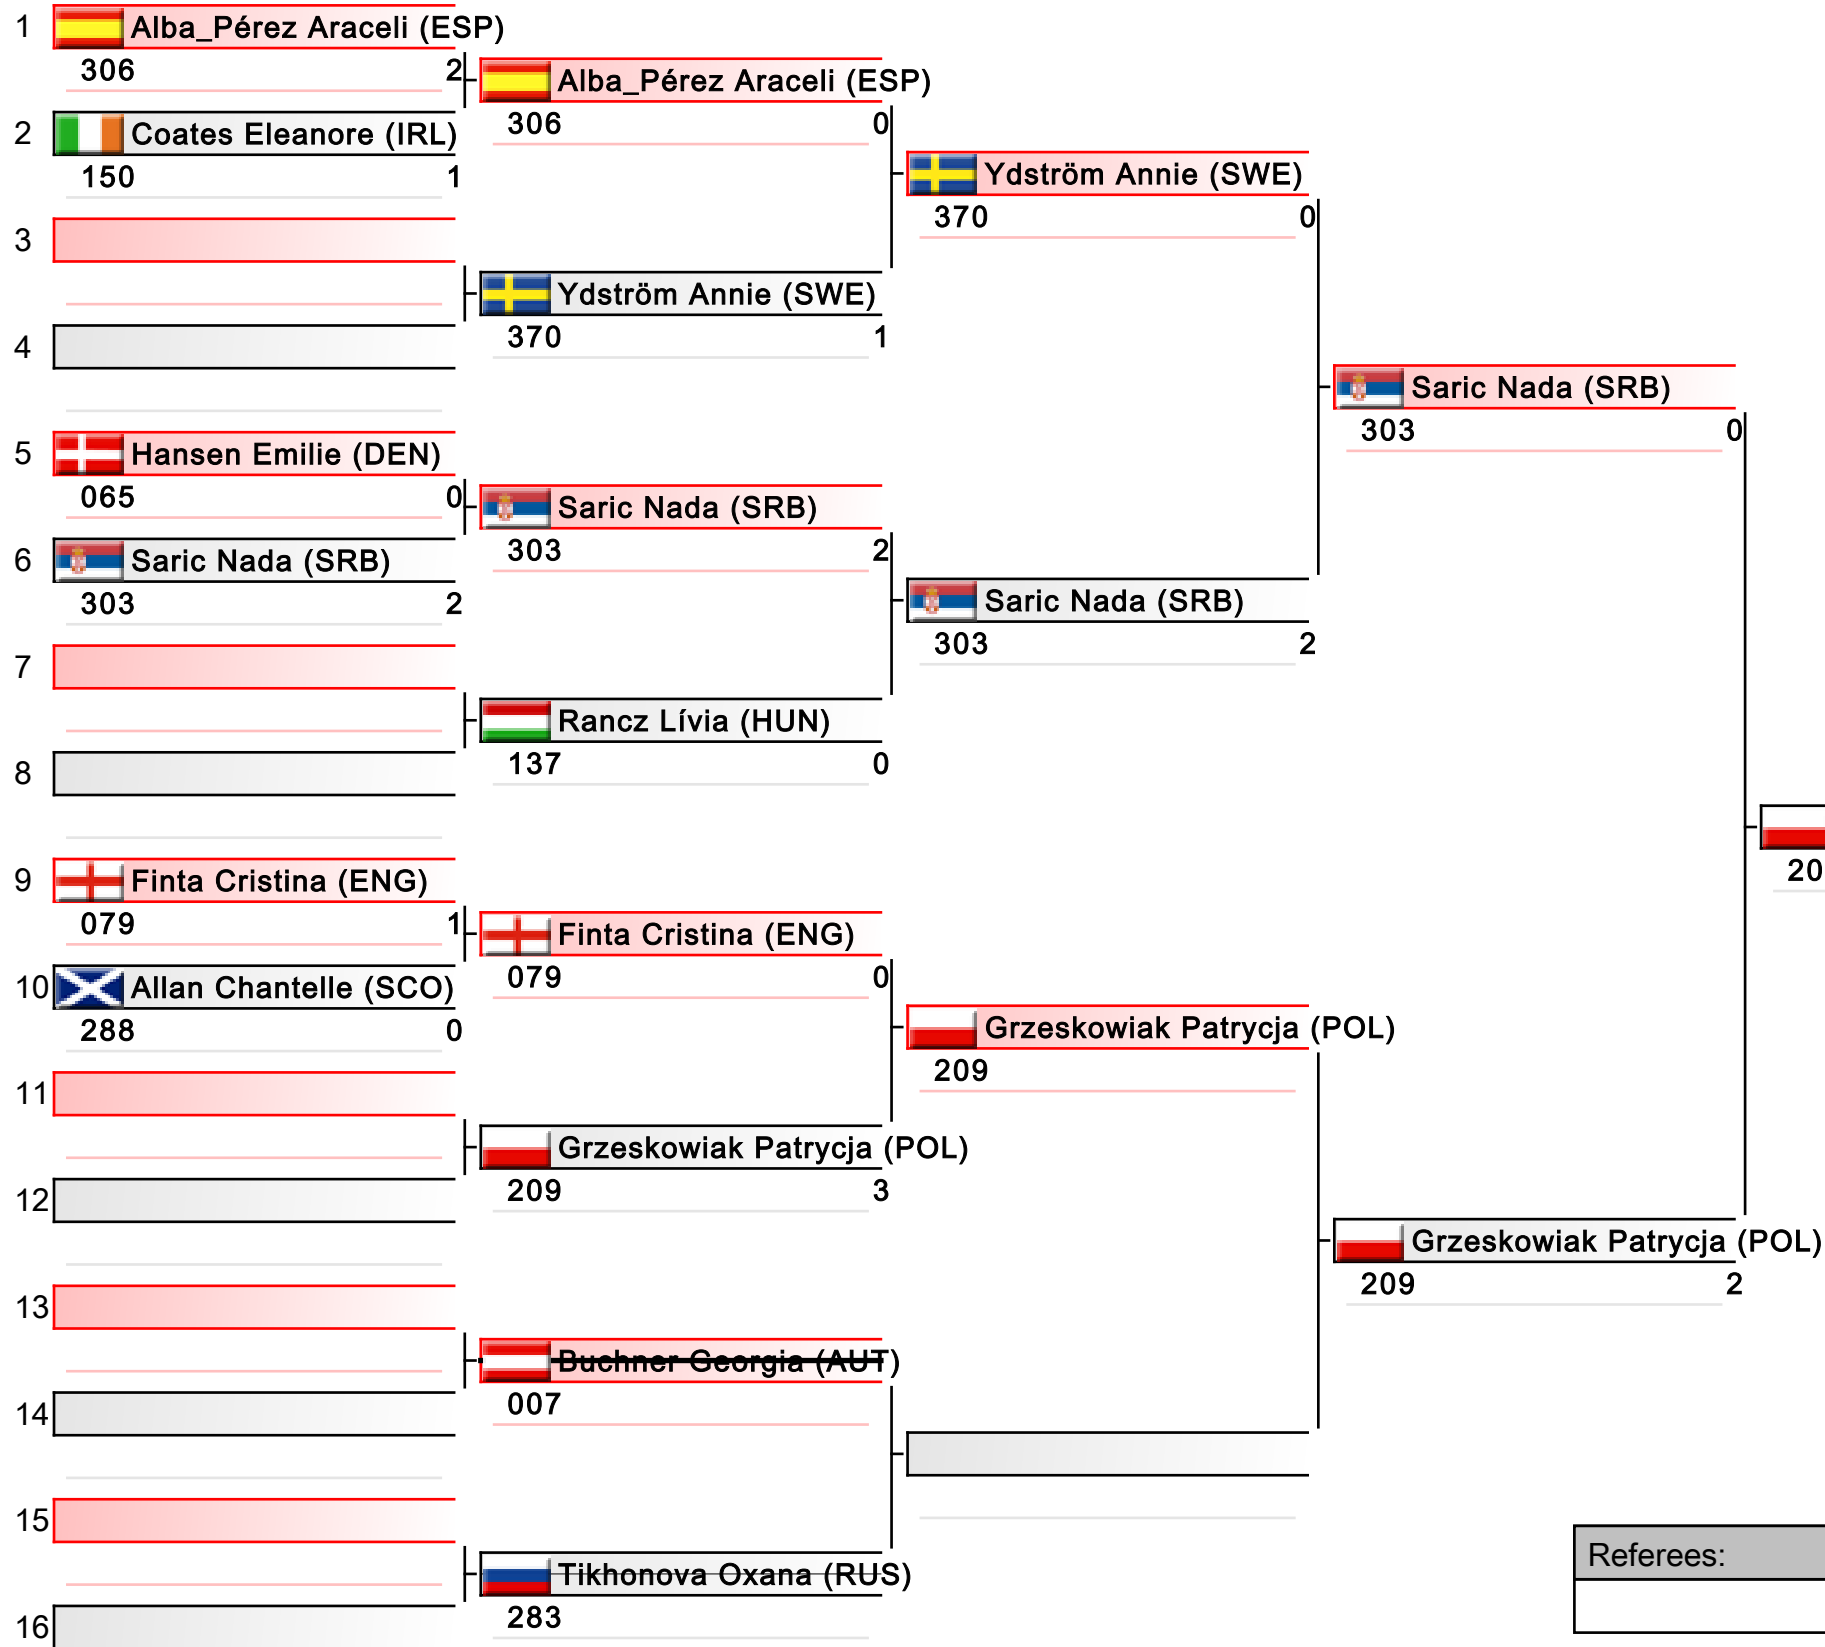 1 Alba_Pérez Araceli (ESP)
306 2
Alba_Pérez Araceli (ESP)
306 0
2 Coates Eleanore (IRL)
150 1
Ydström Annie (SWE)
370 0
3
Ydström Annie (SWE)
370 1
4
Saric Nada (SRB)
303 0
5 Hansen Emilie (DEN)
065 0
Saric Nada (SRB)
303 2
6 Saric Nada (SRB)
303 2
Saric Nada (SRB)
303 2
7
Rancz Lívia (HUN)
137 0
8
20
9 Finta Cristina (ENG)
079 1
Finta Cristina (ENG)
079 0
10 Allan Chantelle (SCO)
288 0
Grzeskowiak Patrycja (POL)
209
11
Grzeskowiak Patrycja (POL)
209 3
12
Grzeskowiak Patrycja (POL)
209 2
13
Buchner Georgia (AUT)
007
14
15
Tikhonova Oxana (RUS)
283
16
Referees: